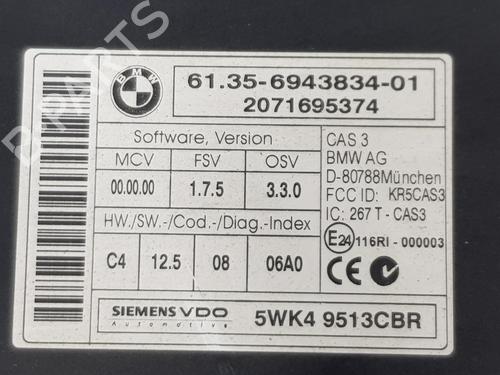 B-PARTS
BMW
61.35-6943834-01
2071695374
Software, Version
MCV FSV OSV
00.00.00 1.7.5 3.3.0
HW./SW.-/Cod.-/Diag.-Index
C4 12.5 08 06A0
SIEMENS VDO
Automotive
5WK4 9513CBR
CAS 3
BMW AG
D-80788München
FCC ID: KR5CAS3
IC: 267 T - CAS3
E24 116RI - 000003
CE N